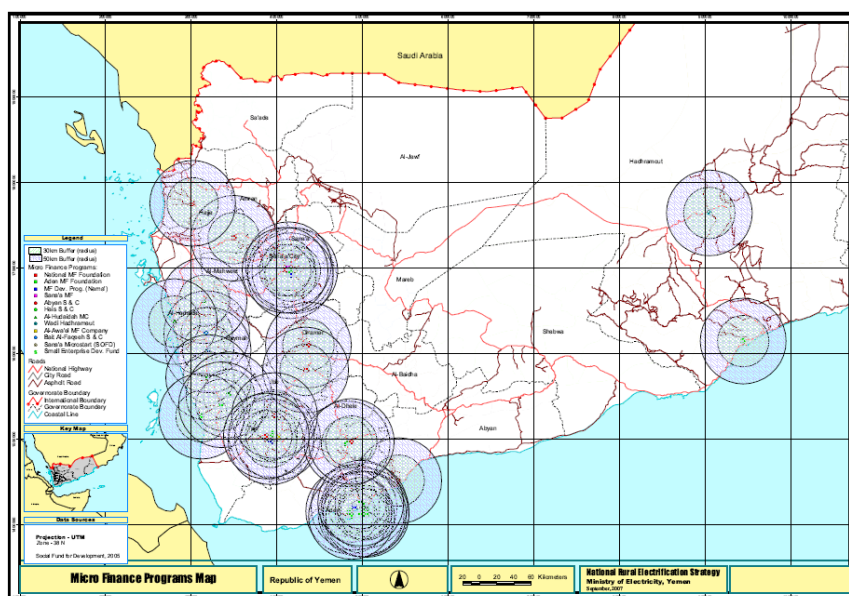 Saudi Arabia
Sa'ada
Al-Jawf
Hadhramout
Hajja
Amran
Sana'a
Sana'a City
Al-Mahweet
Mareb
Shabwa
Dhamar
Al-Baidha
Al-Dhale
Abyan
Legend
30km Buffer (radius)
50km Buffer (radius)
Micro Finance Programs
National MF Foundation
Aden MF Foundation
MF Dev. Prog. (Nama')
Sana'a MF
Abyan S & C
Hais S & C
Al-Hudaidah MC
Wadi Hadhramout
Al-Awa'al MF Company
Bait Al-Faqeeh S & C
Sana'a Microstart (SOFD)
Small Enterprise Dev. Fund
Roads
National Highway
City Road
Asphalt Road
Governorate Boundary
International Boundary
Governorate Boundary
Coastal Line
Key Map
Data Sources
Projection - UTM
Zone - 38 N
Social Fund for Development, 2005
Micro Finance Programs Map
Republic of Yemen
20 0 20 40 60 Kilometers
National Rural Electrification Strategy
Ministry of Electricity, Yemen
September, 2007